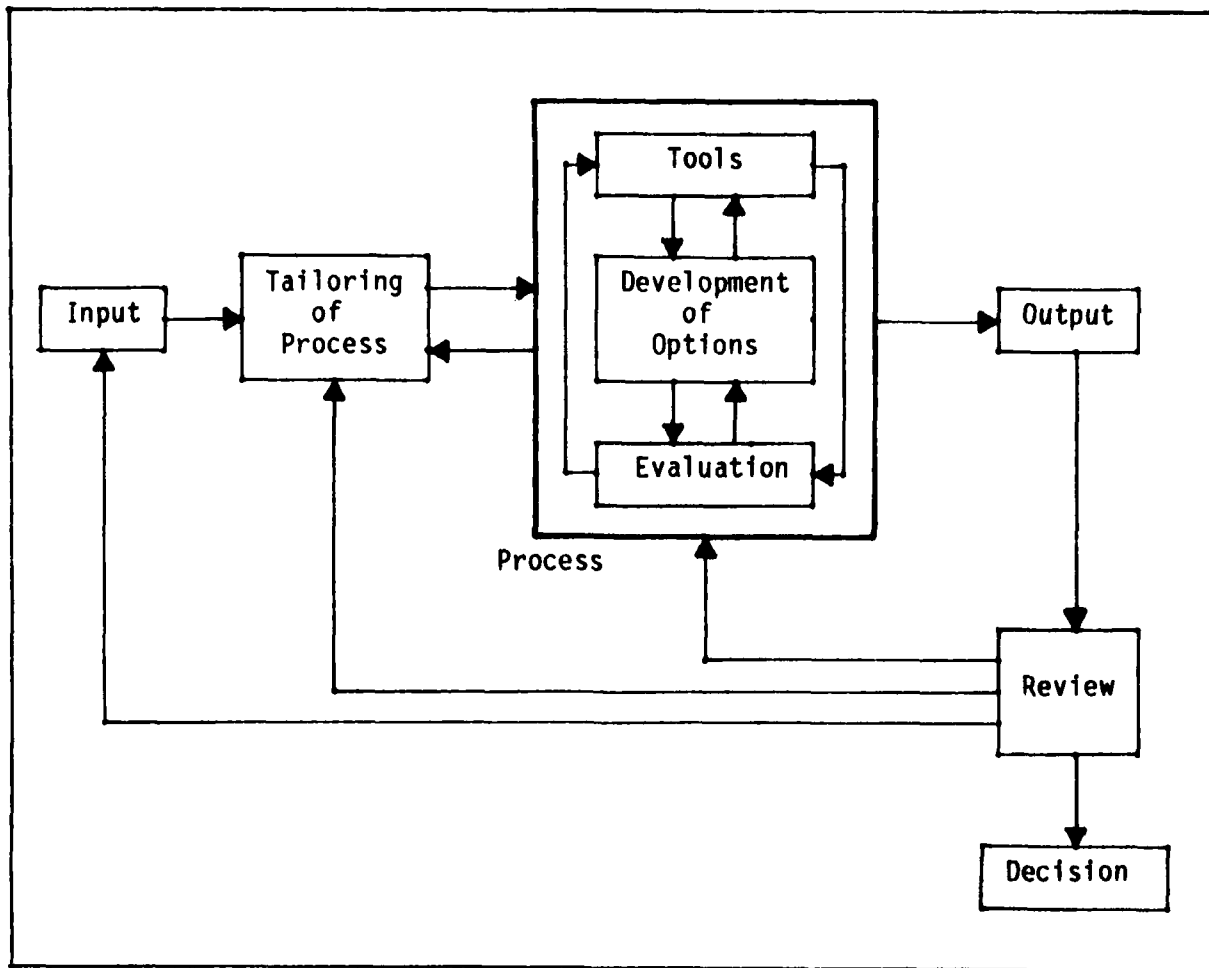 Tools
Tailoring
of
Process
Development
of
Options
Input
Output
Evaluation
Process
Review
Decision